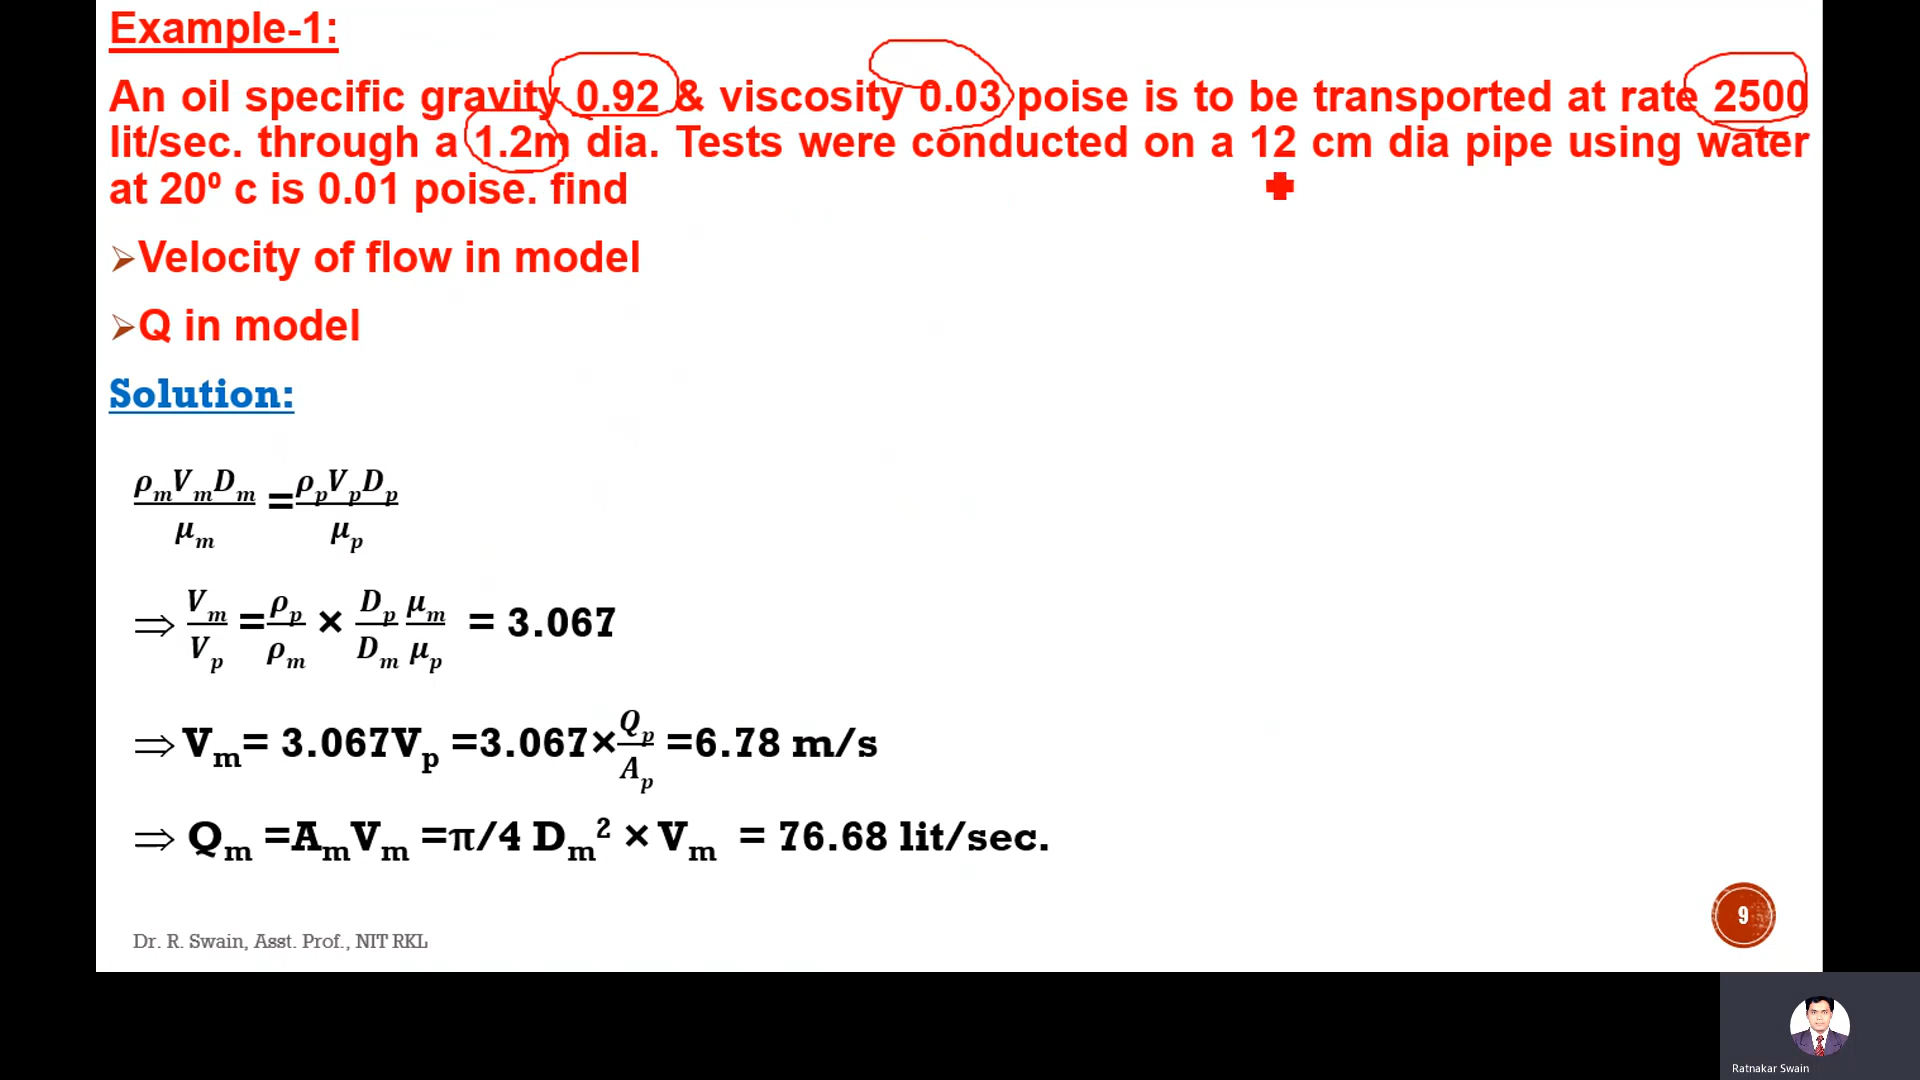 Example-1:
An oil specific gravity 0.92 & viscosity 0.03 poise is to be transported at rate 2500
lit/sec. through a 1.2m dia. Tests were conducted on a 12 cm dia pipe using water
at 20⁰ c is 0.01 poise. find
➢Velocity of flow in model
➢Q in model
Solution:
ρₘVₘDₘ/μₘ = ρₚVₚDₚ/μₚ
⇒ Vₘ/Vₚ = ρₚ/ρₘ × Dₚ/Dₘ μₘ/μₚ = 3.067
⇒ Vₘ= 3.067Vₚ =3.067×Qₚ/Aₚ =6.78 m/s
⇒ Qₘ =AₘVₘ =π/4 Dₘ² × Vₘ = 76.68 lit/sec.
Dr. R. Swain, Asst. Prof., NIT RKL
9
Ratnakar Swain